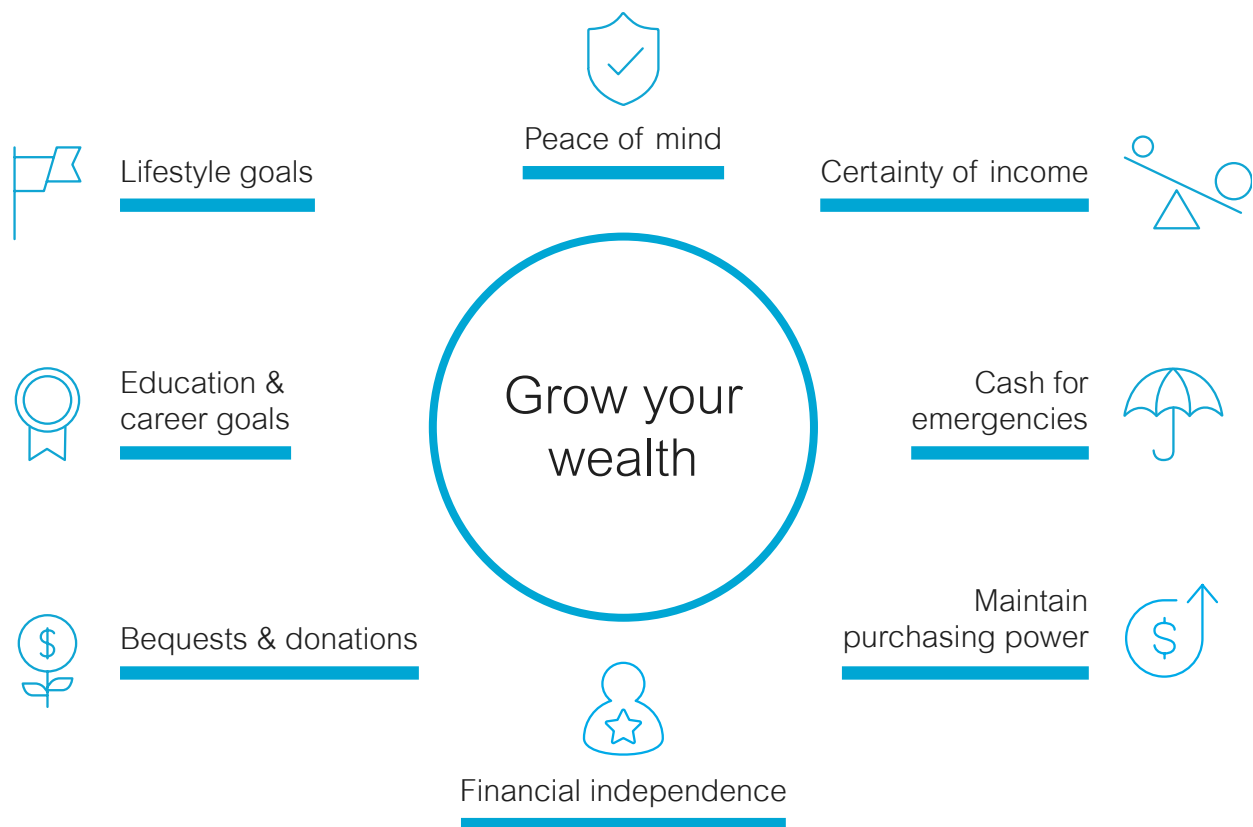 Peace of mind
Lifestyle goals
Certainty of income
Education &
career goals
Grow your
wealth
Cash for
emergencies
Bequests & donations
$
Maintain
purchasing power
$
Financial independence